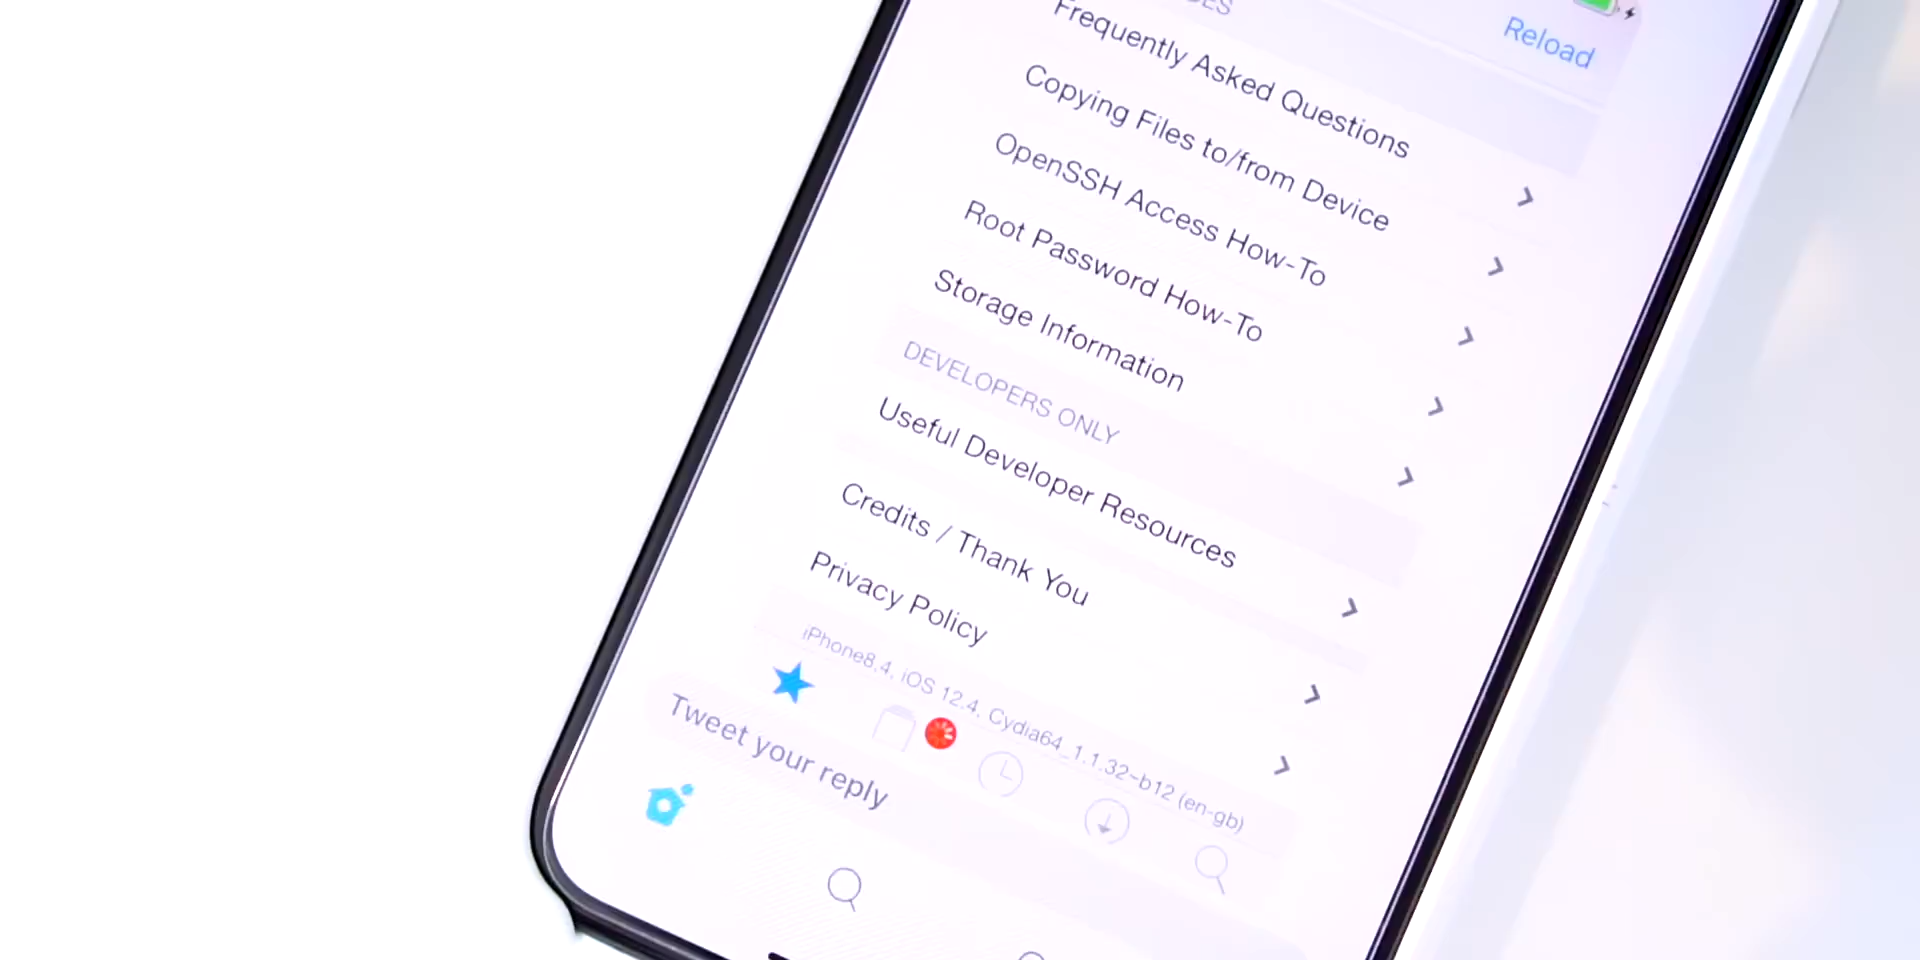 Reload
Frequently Asked Questions
Copying Files to/from Device
OpenSSH Access How-To
Root Password How-To
Storage Information
DEVELOPERS ONLY
Useful Developer Resources
Credits / Thank You
Privacy Policy
iPhone8.4, iOS 12.4, Cydia64_1.1.32~b12 (en-gb)
Tweet your reply